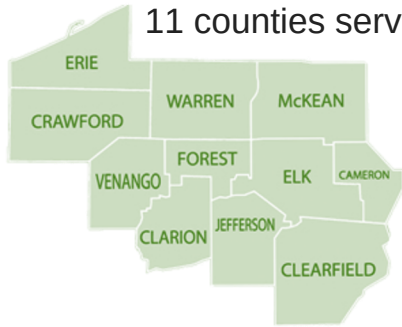 11 counties serv
ERIE
WARREN
McKEAN
CRAWFORD
FOREST
VENANGO
ELK
CAMERON
JEFFERSON
CLARION
CLEARFIELD